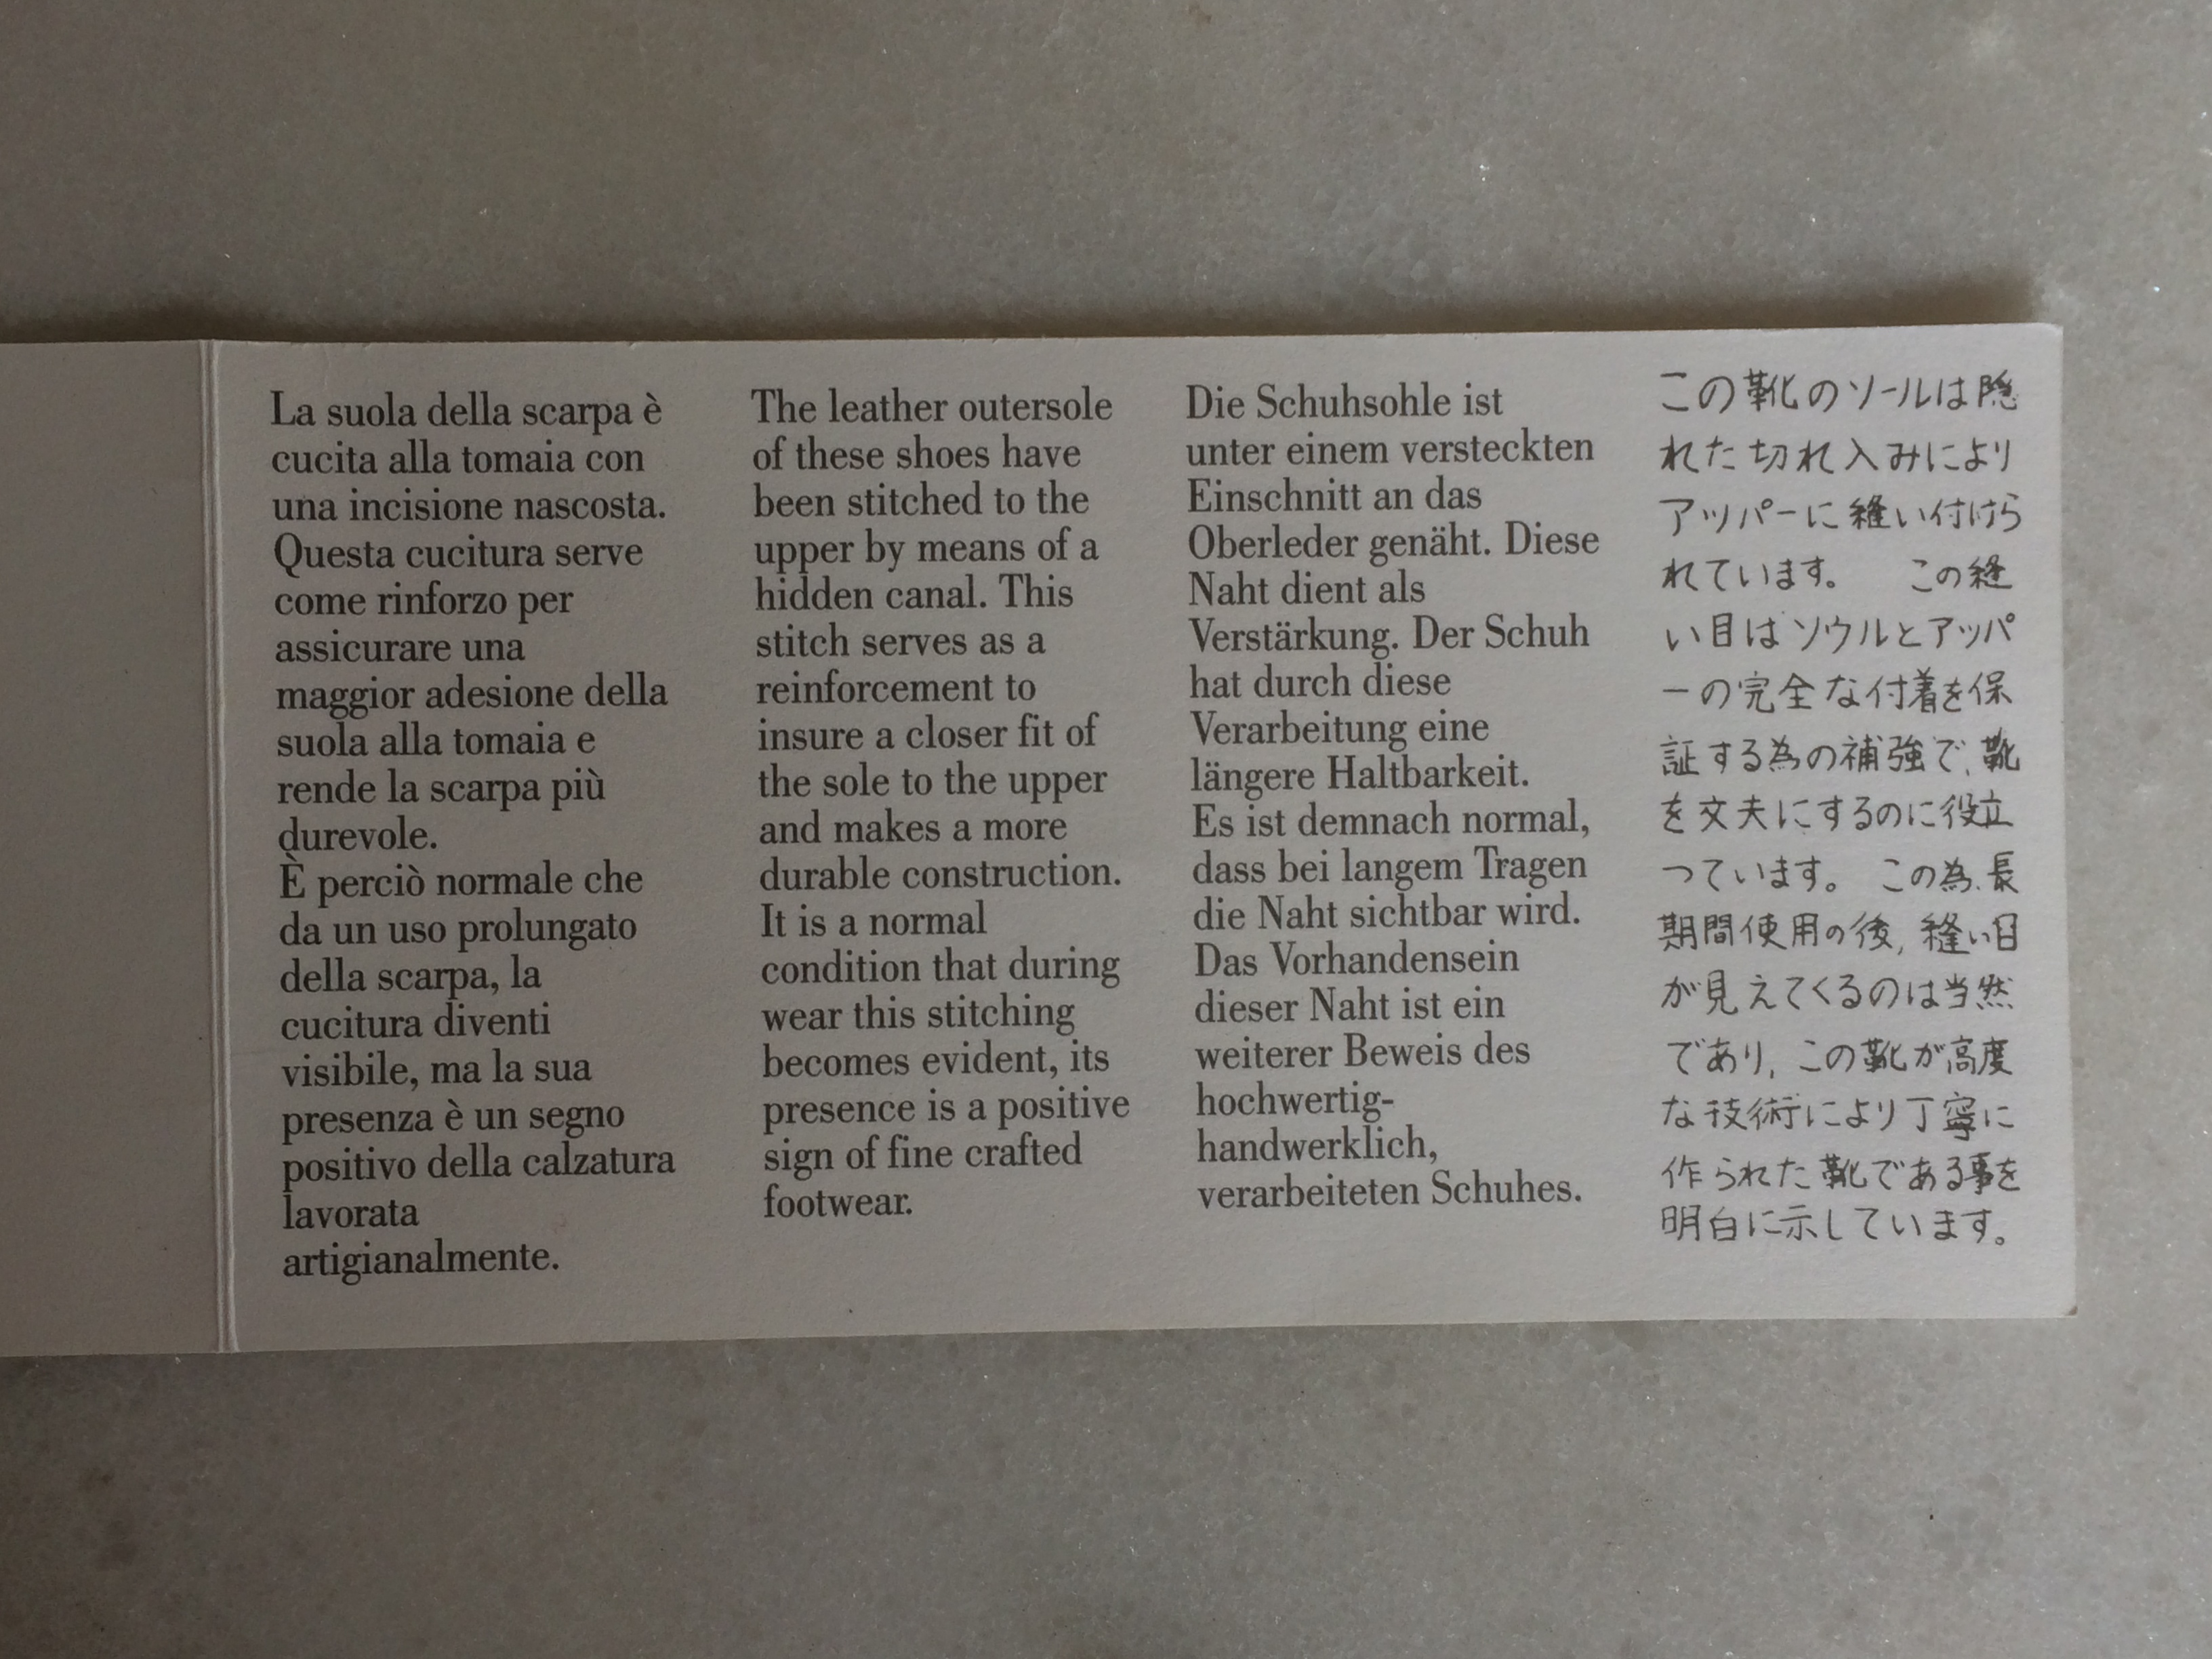 La suola della scarpa è
cucita alla tomaia con
una incisione nascosta.
Questa cucitura serve
come rinforzo per
assicurare una
maggior adesione della
suola alla tomaia e
rende la scarpa più
durevole.
È perciò normale che
da un uso prolungato
della scarpa, la
cucitura diventi
visibile, ma la sua
presenza è un segno
positivo della calzatura
lavorata
artigianalmente.
The leather outersole
of these shoes have
been stitched to the
upper by means of a
hidden canal. This
stitch serves as a
reinforcement to
insure a closer fit of
the sole to the upper
and makes a more
durable construction.
It is a normal
condition that during
wear this stitching
becomes evident, its
presence is a positive
sign of fine crafted
footwear.
Die Schuhsohle ist
unter einem versteckten
Einschnitt an das
Oberleder genäht. Diese
Naht dient als
Verstärkung. Der Schuh
hat durch diese
Verarbeitung eine
längere Haltbarkeit.
Es ist demnach normal,
dass bei langem Tragen
die Naht sichtbar wird.
Das Vorhandensein
dieser Naht ist ein
weiterer Beweis des
hochwertig-
handwerklich,
verarbeiteten Schuhes.
この靴のソールは隠
れた切れ入みにより
アッパーに縫い付けら
れています。 この縫
い目はソウルとアッパ
ーの完全な付着を保
証する為の補強で、靴
を文夫にするのに役立
つています。 この為、長
期間使用の後, 縫い目
が見えてくるのは当然
であり, この靴が高度
な技術により丁寧に
作られた靴である事を
明白に示しています。